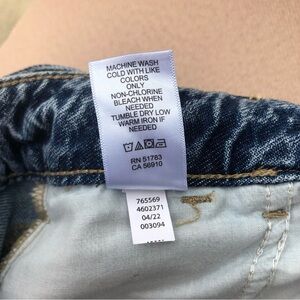 MACHINE WASH
COLD WITH LIKE
COLORS
ONLY
NON-CHLORINE
BLEACH WHEN
NEEDED
TUMBLE DRY LOW
WARM IRON IF
NEEDED
RN 51783
CA 56910
765569
4602371
04/22
003094